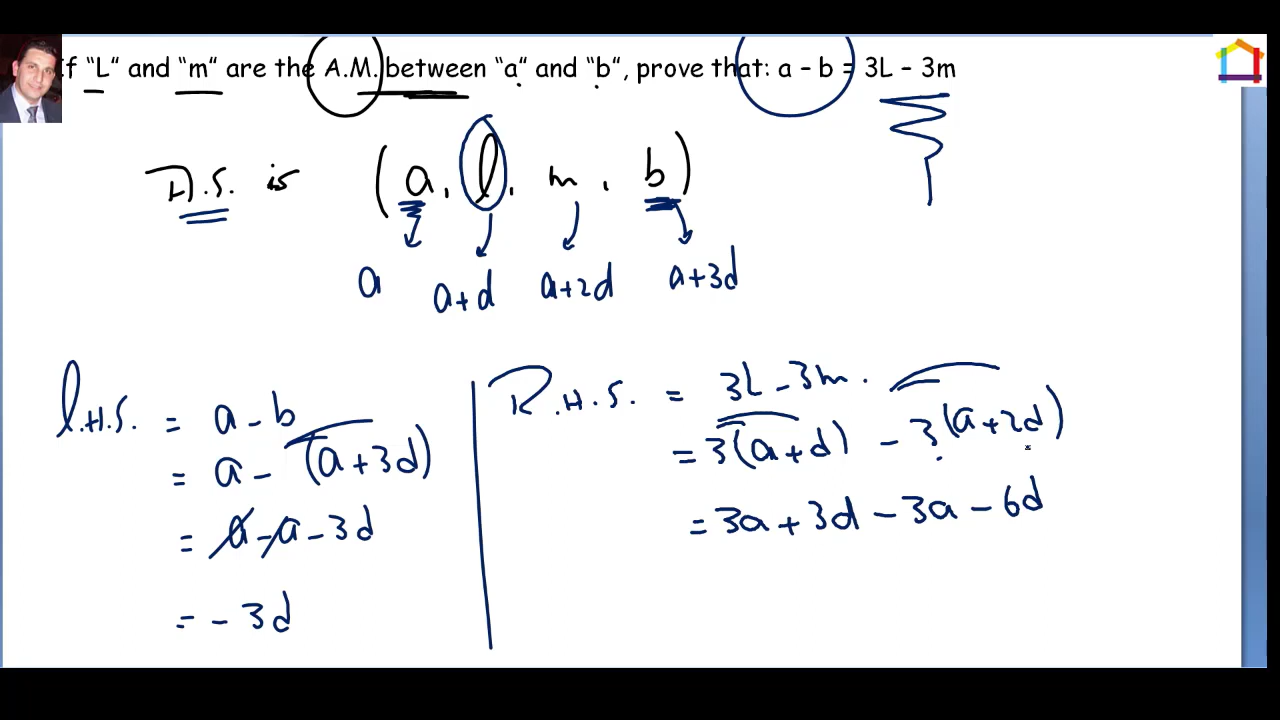 If “L” and “m” are the A.M. between “a” and “b”, prove that: a - b = 3L - 3m
A.S. is (a, l, m, b)
a a+d a+2d a+3d
L.H.S. = a - b
= a - (a+3d)
= a - a - 3d
= - 3d
R.H.S. = 3L - 3m.
= 3(a+d) - 3(a+2d)
= 3a + 3d - 3a - 6d